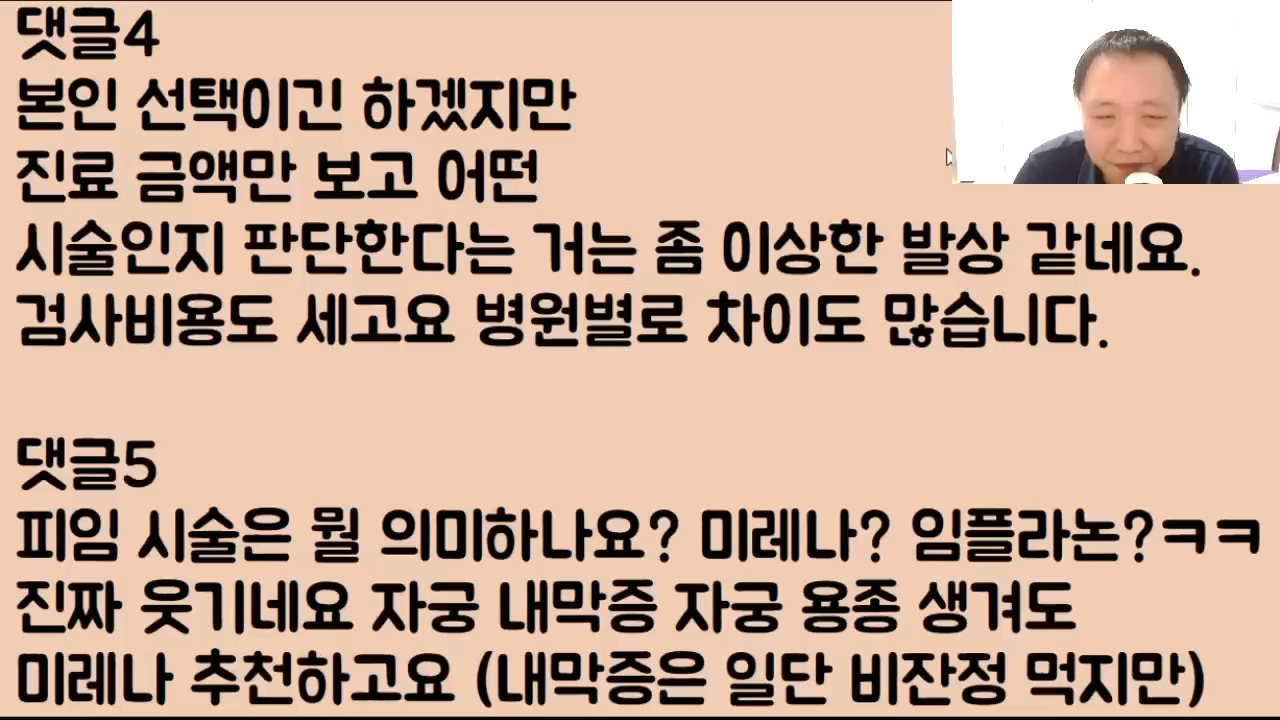 댓글4
본인 선택이긴 하겠지만
진료 금액만 보고 어떤
시술인지 판단한다는 거는 좀 이상한 발상 같네요.
검사비용도 세고요 병원별로 차이도 많습니다.
댓글5
피임 시술은 뭘 의미하나요? 미레나? 임플라논?ㅋㅋ
진짜 웃기네요 자궁 내막증 자궁 용종 생겨도
미레나 추천하고요 (내막증은 일단 비잔정 먹지만)